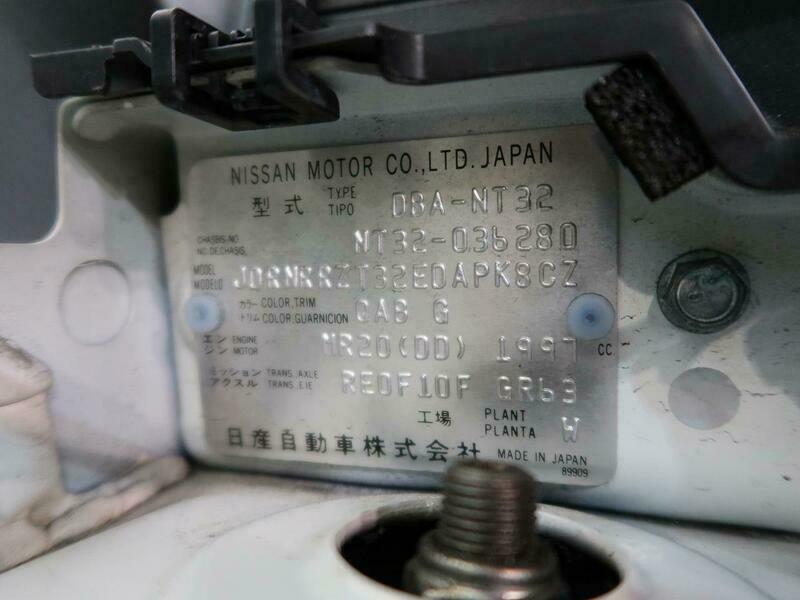 NISSAN MOTOR CO.,LTD. JAPAN
型式 TYPE TIPO DBA-NT32
CHASSIS-NO NO.DE.CHASIS. NT32-036280
MODEL MODELO JDRNRRZT32EDAPK8CZ
カラー COLOR,TRIM トリム COLOR,GUARNICION QAB G
エンジン ENGINE MOTOR MR20(DD) 1997 CC
ミッション TRANS.,AXLE アクスル TRANS.,EJE RE0F10F GR63
工場 PLANT PLANTA W
日産自動車株式会社 MADE IN JAPAN
89909